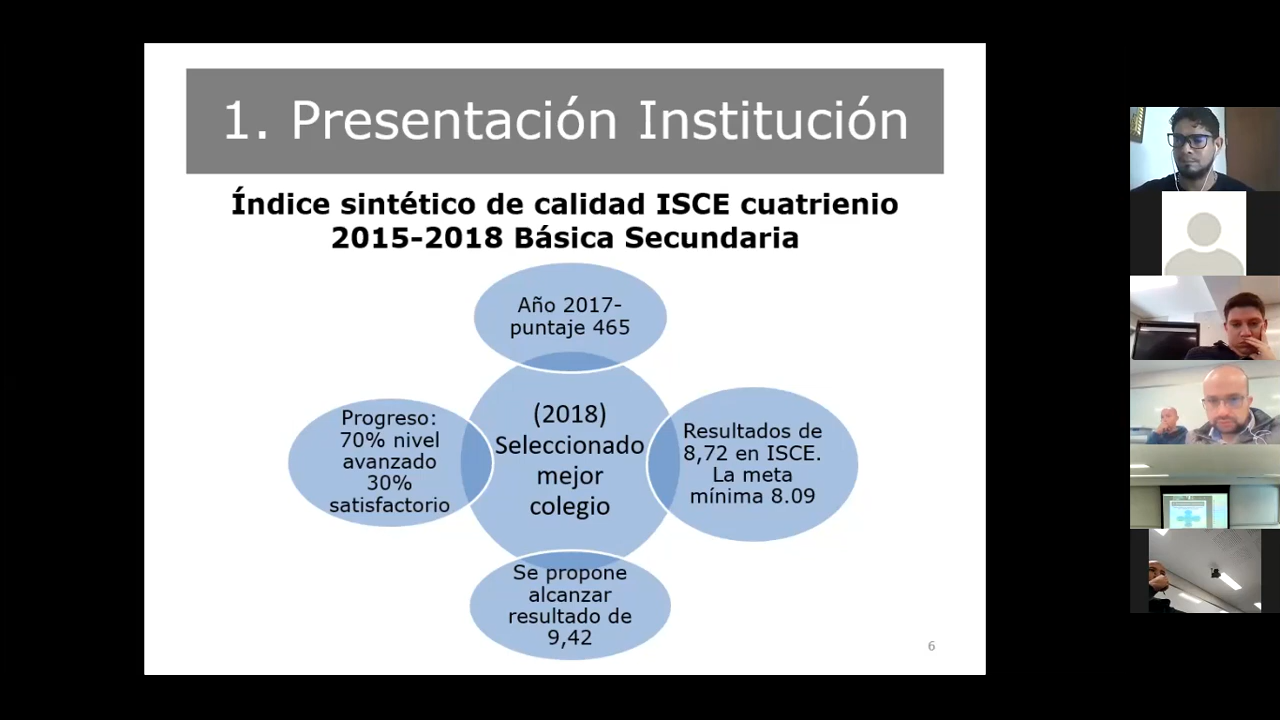 1. Presentación Institución
Índice sintético de calidad ISCE cuatrienio
2015-2018 Básica Secundaria
Año 2017-
puntaje 465
Progreso:
70% nivel
avanzado
30%
satisfactorio
(2018)
Seleccionado
mejor
colegio
Resultados de
8,72 en ISCE.
La meta
mínima 8.09
Se propone
alcanzar
resultado de
9,42
6